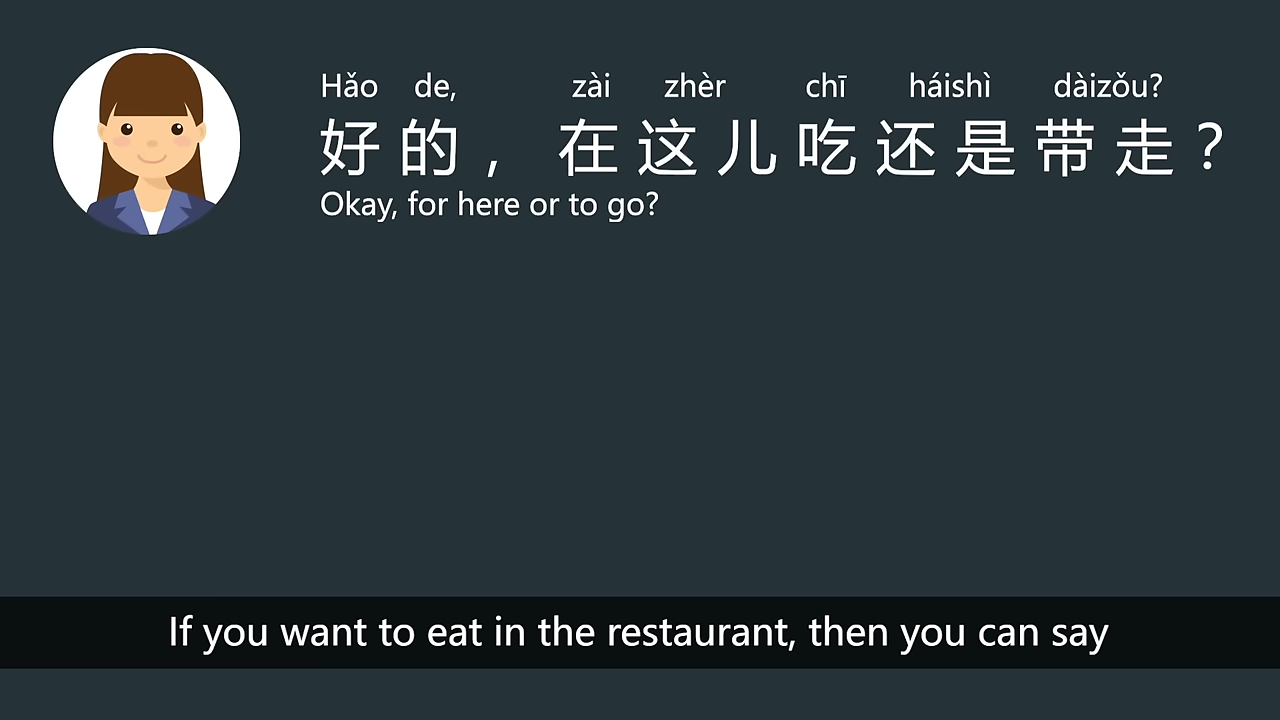 Hǎo de, zài zhèr chī háishì dàizǒu?
好的，在这儿吃还是带走？
Okay, for here or to go?
If you want to eat in the restaurant, then you can say